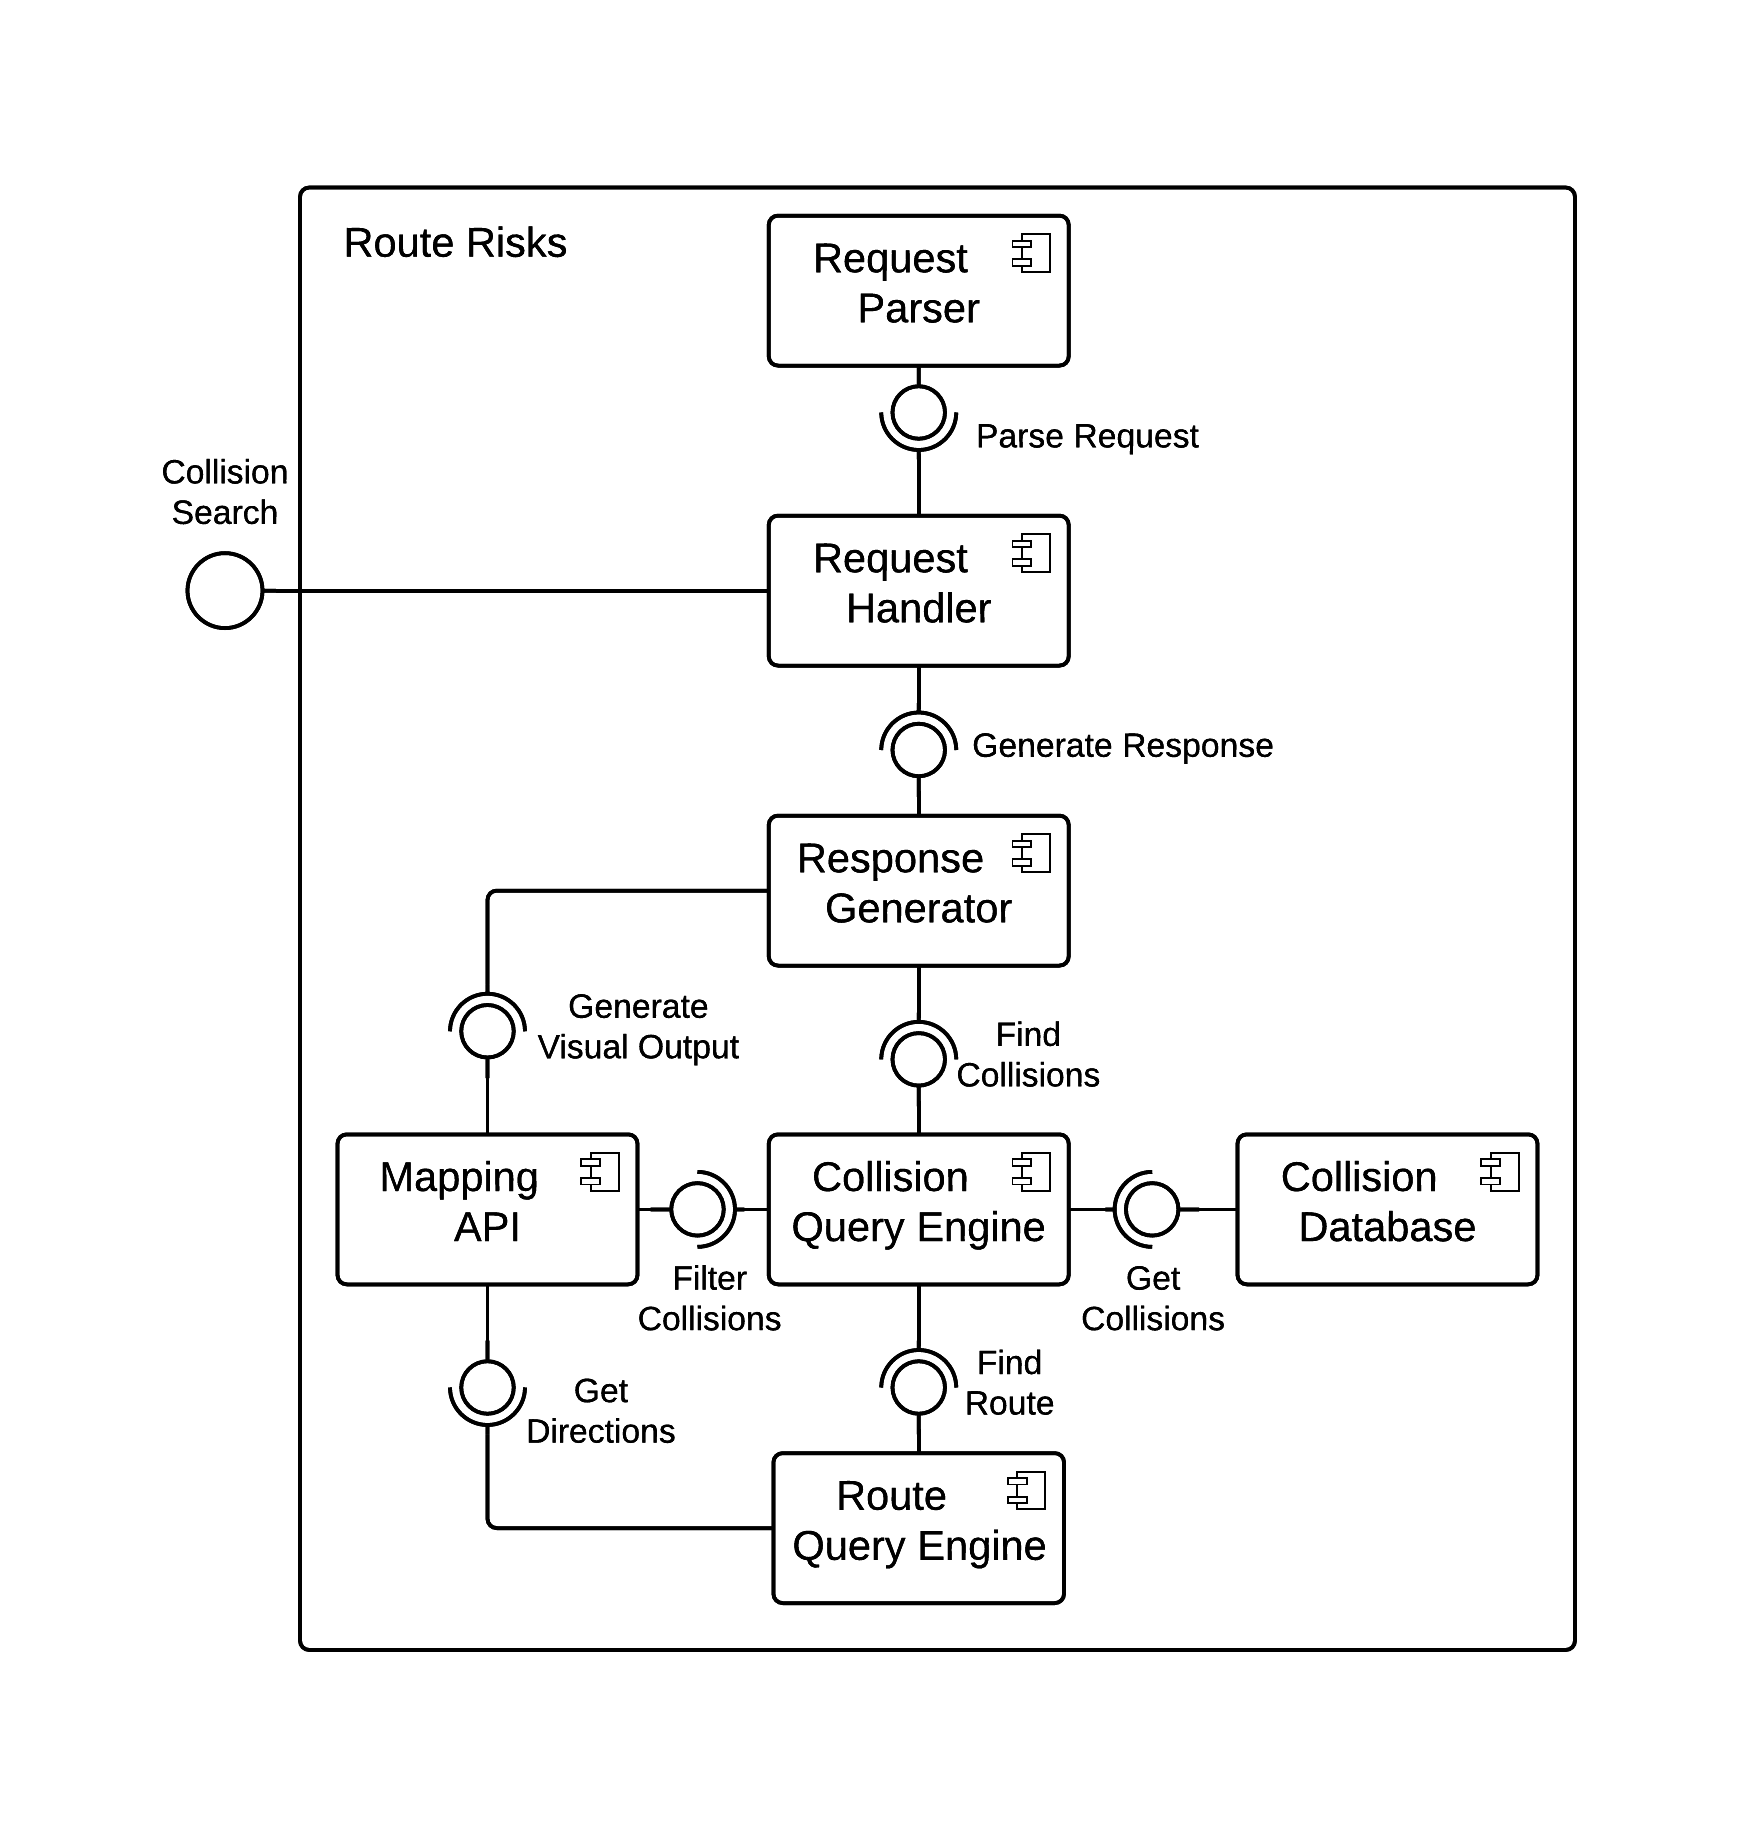 Route Risks
Request
Parser
Parse Request
Collision
Search
Request
Handler
Generate Response
Response
Generator
Generate
Visual Output
Find
Collisions
Mapping
API
Filter
Collisions
Collision
Query Engine
Get
Collisions
Collision
Database
Get
Directions
Find
Route
Route
Query Engine